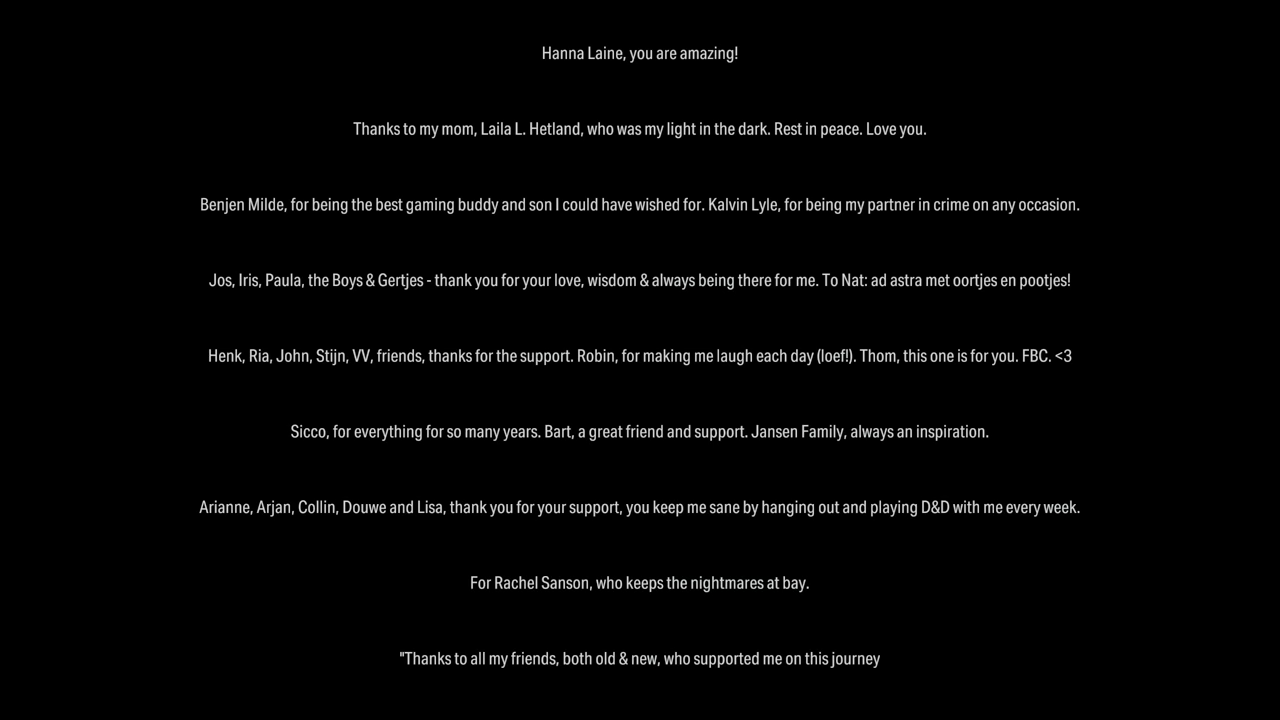 Hanna Laine, you are amazing!
Thanks to my mom, Laila L. Hetland, who was my light in the dark. Rest in peace. Love you.
Benjen Milde, for being the best gaming buddy and son I could have wished for. Kalvin Lyle, for being my partner in crime on any occasion.
Jos, Iris, Paula, the Boys & Gertjes - thank you for your love, wisdom & always being there for me. To Nat: ad astra met oortjes en pootjes!
Henk, Ria, John, Stijn, VV, friends, thanks for the support. Robin, for making me laugh each day (loef!). Thom, this one is for you. FBC. <3
Sicco, for everything for so many years. Bart, a great friend and support. Jansen Family, always an inspiration.
Arianne, Arjan, Collin, Douwe and Lisa, thank you for your support, you keep me sane by hanging out and playing D&D with me every week.
For Rachel Sanson, who keeps the nightmares at bay.
"Thanks to all my friends, both old & new, who supported me on this journey